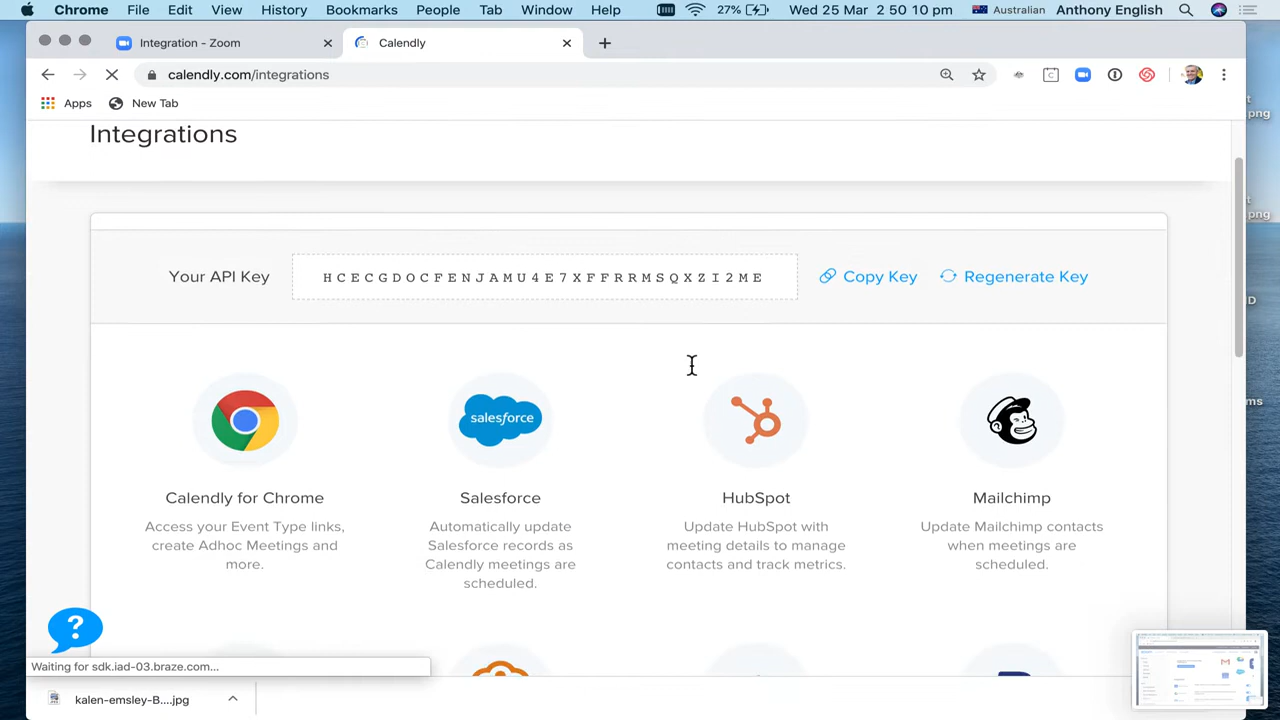 Chrome File Edit View History Bookmarks People Tab Window Help 27% Wed 25 Mar 2 50 10 pm Australian Anthony English
Integration - Zoom Calendly
calendly.com/integrations
Apps New Tab
Integrations
Your API Key HCECGDOCFENJAMU4E7XFFRRMSQXSI2ME Copy Key Regenerate Key
salesforce
Calendly for Chrome Salesforce HubSpot Mailchimp
Access your Event Type links, create Adhoc Meetings and more.
Automatically update Salesforce records as Calendly meetings are scheduled.
Update HubSpot with meeting details to manage contacts and track metrics.
Update Mailchimp contacts when meetings are scheduled.
Waiting for sdk.iad-03.braze.com...